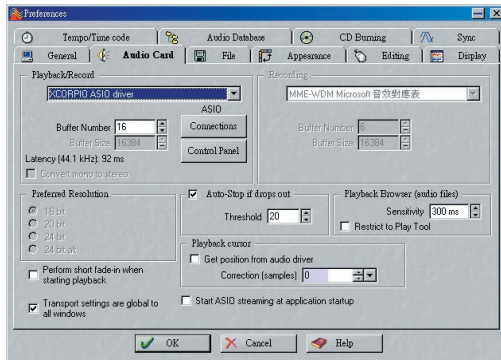 Preferences
Tempo/Time code
Audio Database
CD Burning
Sync
General
Audio Card
File
Appearance
Editing
Display
Playback/Record
XCORPIO ASIO driver
ASIO
Buffer Number 16
Connections
Buffer Size 16384
Control Panel
Latency (44.1 kHz): 92 ms
Convert mono to stereo
Recording
MME-WDM Microsoft 音效對應表
Buffer Number 6
Buffer Size 16384
Preferred Resolution
16 bit
20 bit
24 bit
24 bit at
Auto-Stop if drops out
Threshold 20
Playback Browser (audio files)
Sensitivity 300 ms
Restrict to Play Tool
Playback cursor
Get position from audio driver
Correction (samples) 0
Perform short fade-in when
starting playback
Transport settings are global to
all windows
Start ASIO streaming at application startup
OK
Cancel
Help